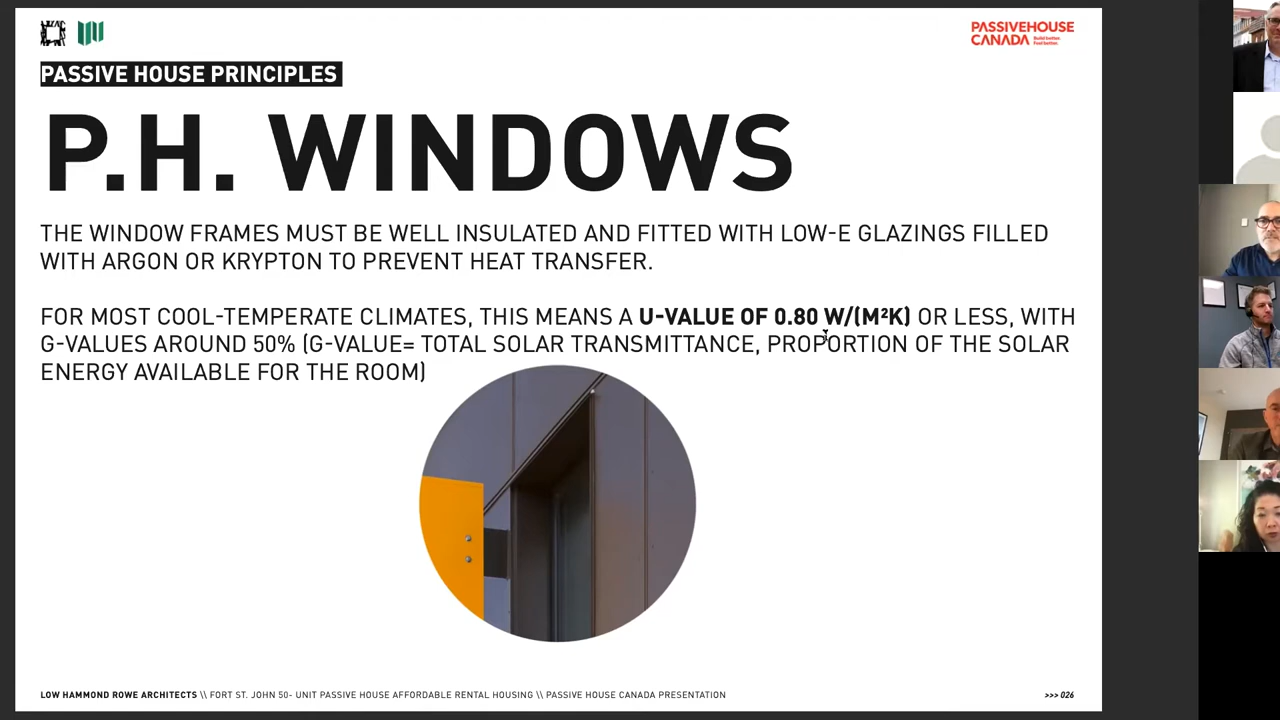 PASSIVEHOUSE
CANADA Build better.
Feel better.
PASSIVE HOUSE PRINCIPLES
P.H. WINDOWS
THE WINDOW FRAMES MUST BE WELL INSULATED AND FITTED WITH LOW-E GLAZINGS FILLED
WITH ARGON OR KRYPTON TO PREVENT HEAT TRANSFER.
FOR MOST COOL-TEMPERATE CLIMATES, THIS MEANS A U-VALUE OF 0.80 W/(M²K) OR LESS, WITH
G-VALUES AROUND 50% (G-VALUE= TOTAL SOLAR TRANSMITTANCE, PROPORTION OF THE SOLAR
ENERGY AVAILABLE FOR THE ROOM)
LOW HAMMOND ROWE ARCHITECTS \\ FORT ST. JOHN 50- UNIT PASSIVE HOUSE AFFORDABLE RENTAL HOUSING \\ PASSIVE HOUSE CANADA PRESENTATION
>>> 026